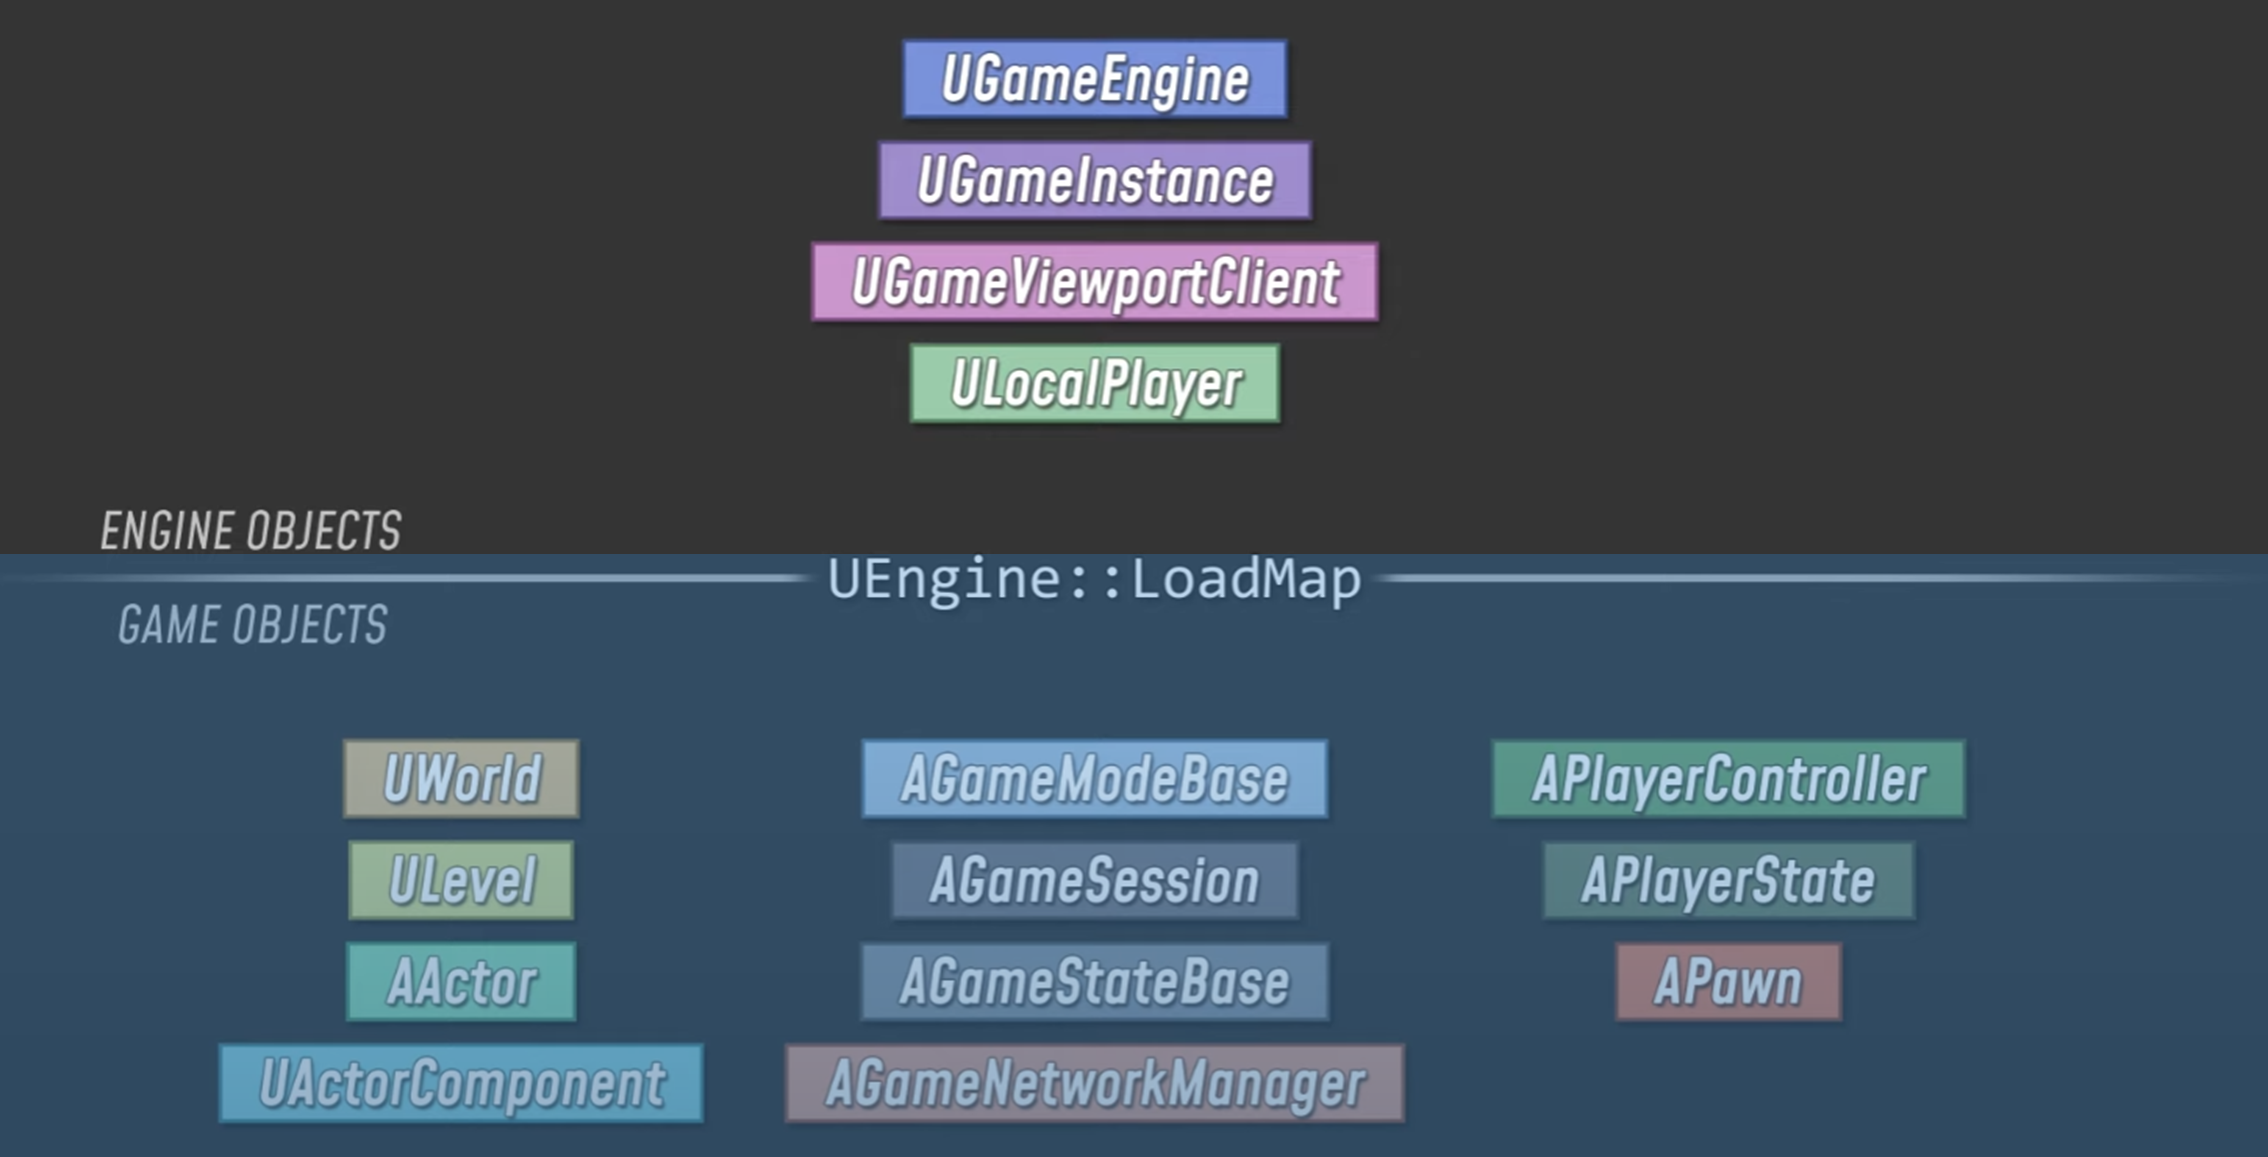 UGameEngine
UGameInstance
UGameViewportClient
ULocalPlayer
ENGINE OBJECTS
UEngine::LoadMap
GAME OBJECTS
UWorld
ULevel
AActor
UActorComponent
AGameModeBase
AGameSession
AGameStateBase
AGameNetworkManager
APlayerController
APlayerState
APawn